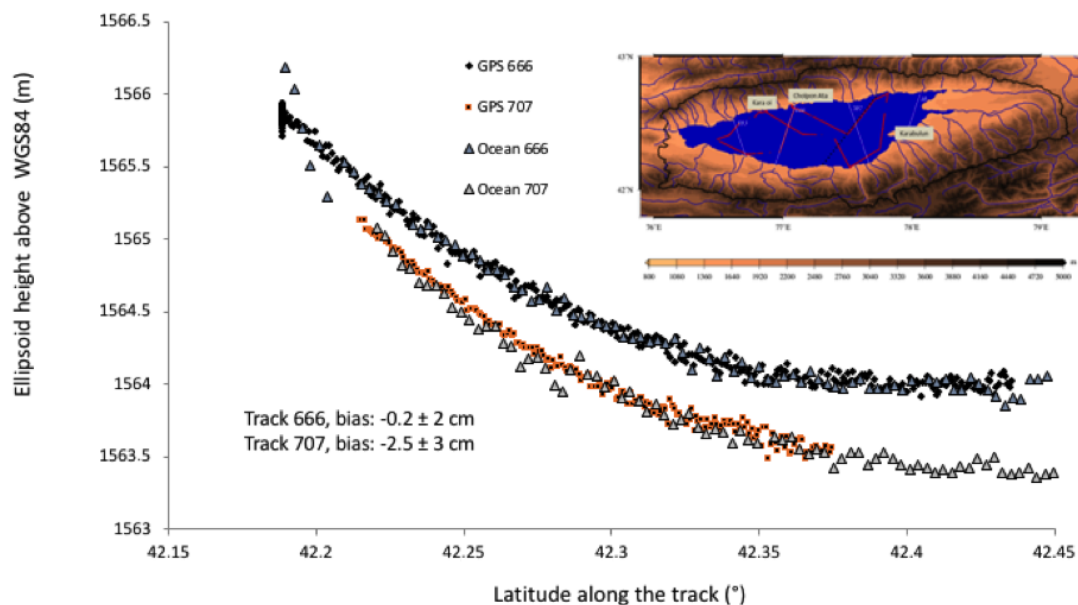 1566.5
1566
1565.5
1565
1564.5
1564
1563.5
1563
Ellipsoid height above WGS84 (m)
GPS 666
GPS 707
Ocean 666
Ocean 707
Track 666, bias: -0.2 ± 2 cm
Track 707, bias: -2.5 ± 3 cm
42.15
42.2
42.25
42.3
42.35
42.4
42.45
Latitude along the track (°)
43°N
42°N
Kara oi
Cholpon Ata
Karabulun
76°E
77°E
78°E
79°E
800
1080
1360
1640
1920
2200
2480
2760
3040
3320
3600
3880
4160
4440
4720
5000